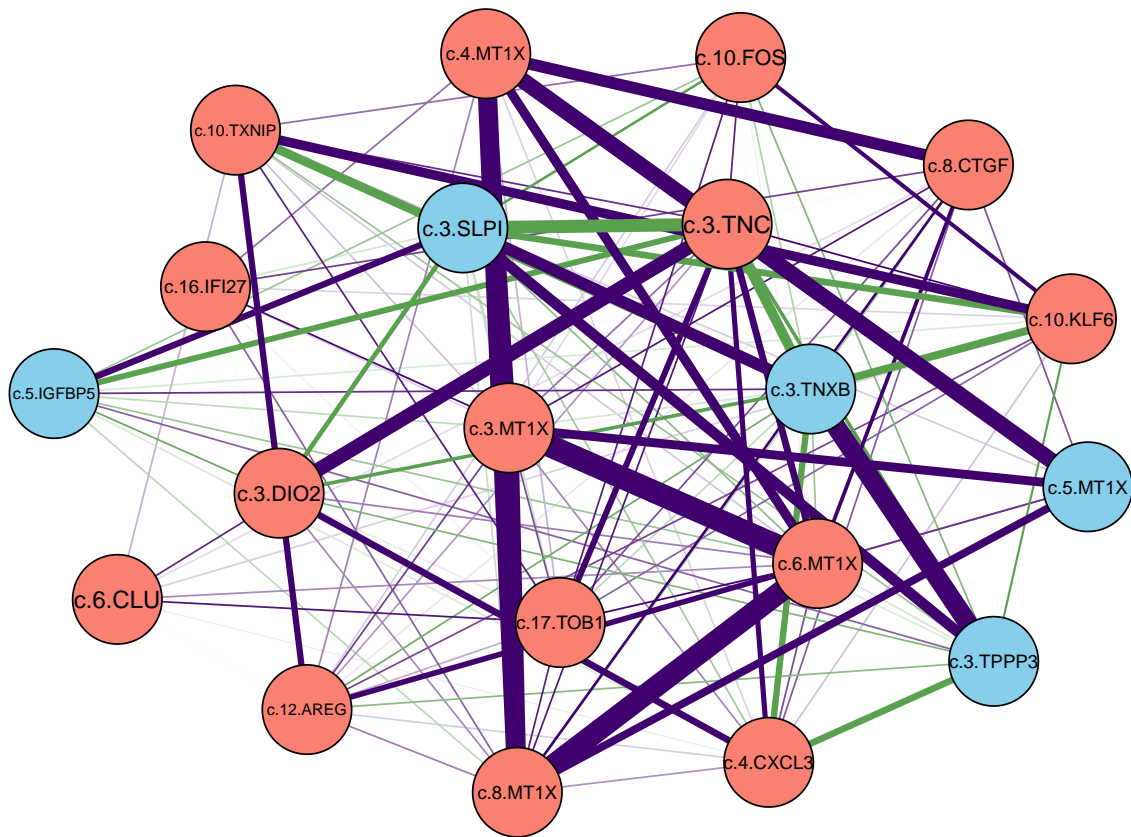 c.4.MT1X
c.10.FOS
c.10.TXNIP
c.8.CTGF
c.3.SLPI
c.3.TNC
c.16.IFI27
c.10.KLF6
c.5.IGFBP5
c.3.TNXB
c.3.MT1X
c.3.DIO2
c.5.MT1X
c.6.MT1X
c.6.CLU
c.17.TOB1
c.3.TPPP3
c.12.AREG
c.4.CXCL3
c.8.MT1X